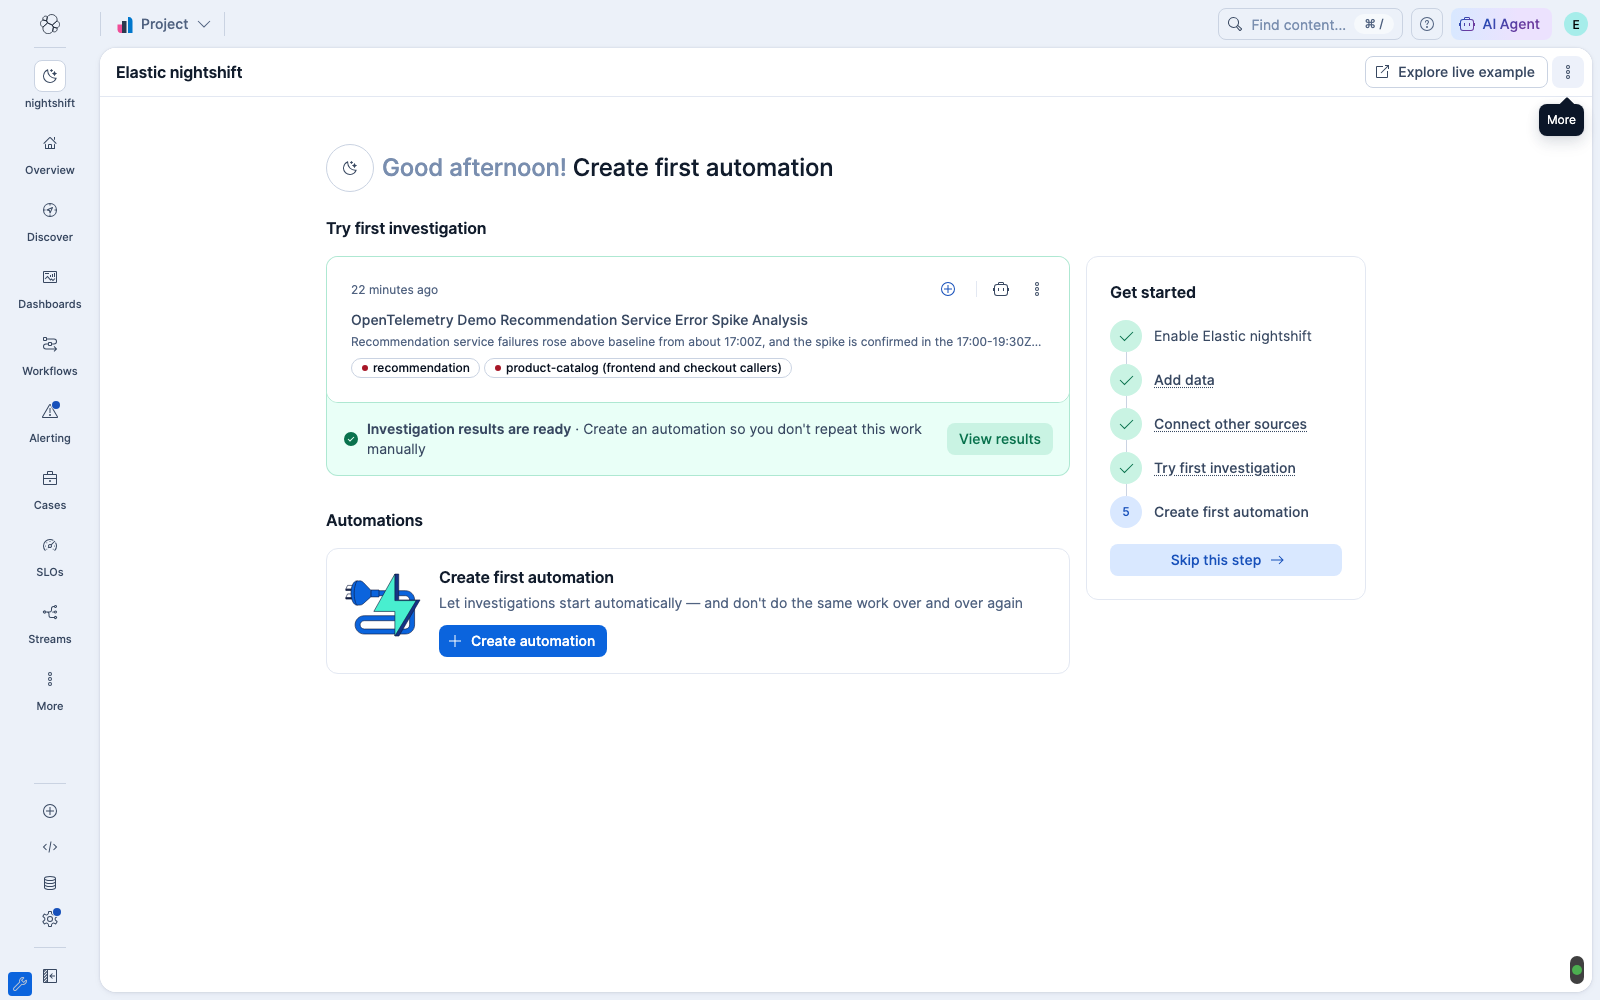 Project
Find content...
⌘ /
AI Agent
E
Elastic nightshift
Explore live example
More
nightshift
Overview
Discover
Dashboards
Workflows
Alerting
Cases
SLOs
Streams
More
Good afternoon! Create first automation
Try first investigation
22 minutes ago
OpenTelemetry Demo Recommendation Service Error Spike Analysis
Recommendation service failures rose above baseline from about 17:00Z, and the spike is confirmed in the 17:00-19:30Z...
recommendation
product-catalog (frontend and checkout callers)
Investigation results are ready · Create an automation so you don't repeat this work
manually
View results
Automations
Create first automation
Let investigations start automatically — and don't do the same work over and over again
Create automation
Get started
Enable Elastic nightshift
Add data
Connect other sources
Try first investigation
5 Create first automation
Skip this step